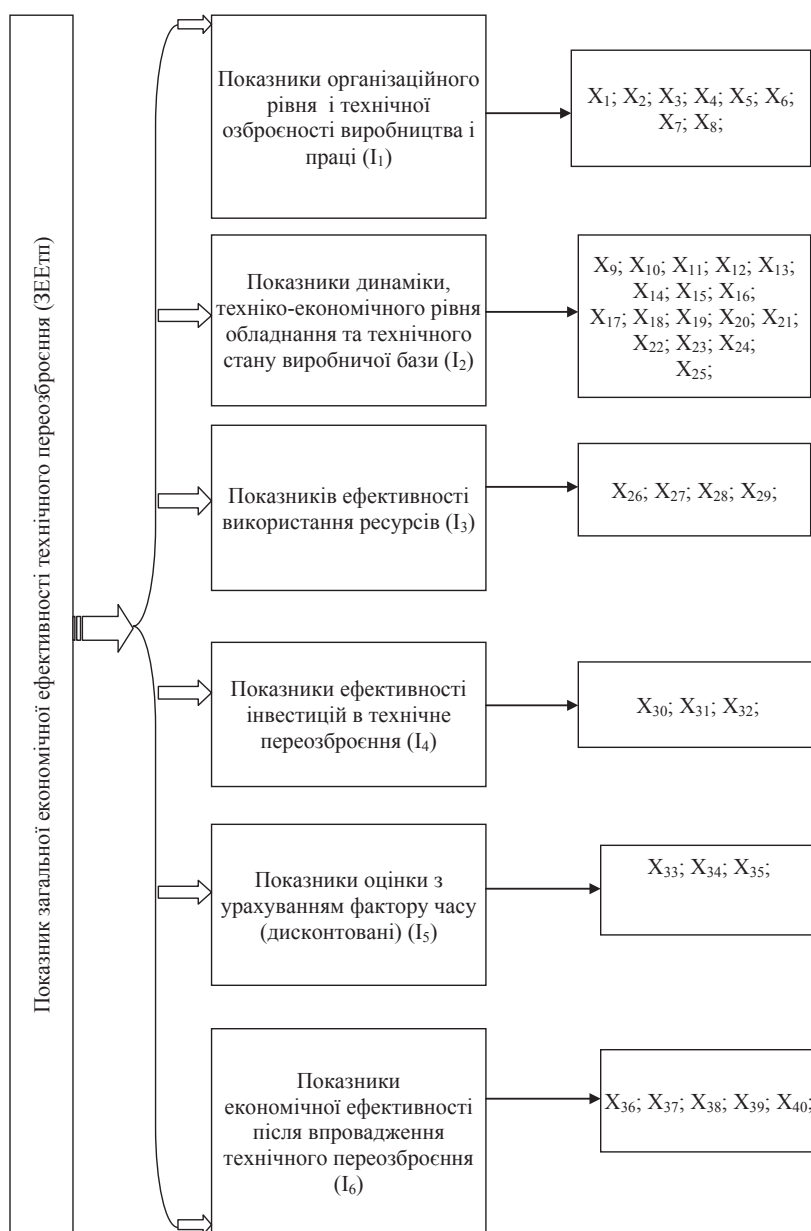 Показник загальної економічної ефективності технічного переозброєння (ЗЕЕтп)
Показники організаційного
рівня і технічної
озброєності виробництва і
праці (I₁)
X₁; X₂; X₃; X₄; X₅; X₆;
X₇; X₈;
Показники динаміки,
техніко-економічного рівня
обладнання та технічного
стану виробничої бази (I₂)
X₉; X₁₀; X₁₁; X₁₂; X₁₃;
X₁₄; X₁₅; X₁₆;
X₁₇; X₁₈; X₁₉; X₂₀; X₂₁;
X₂₂; X₂₃; X₂₄;
X₂₅;
Показників ефективності
використання ресурсів (I₃)
X₂₆; X₂₇; X₂₈; X₂₉;
Показники ефективності
інвестицій в технічне
переозброєння (I₄)
X₃₀; X₃₁; X₃₂;
Показники оцінки з
урахуванням фактору часу
(дисконтовані) (I₅)
X₃₃; X₃₄; X₃₅;
Показники
економічної ефективності
після впровадження
технічного переозброєння
(I₆)
X₃₆; X₃₇; X₃₈; X₃₉; X₄₀;